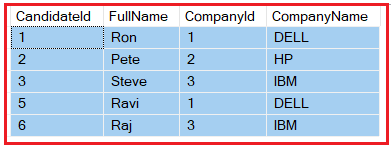 CandidateId FullName CompanyId CompanyName
1 Ron 1 DELL
2 Pete 2 HP
3 Steve 3 IBM
5 Ravi 1 DELL
6 Raj 3 IBM